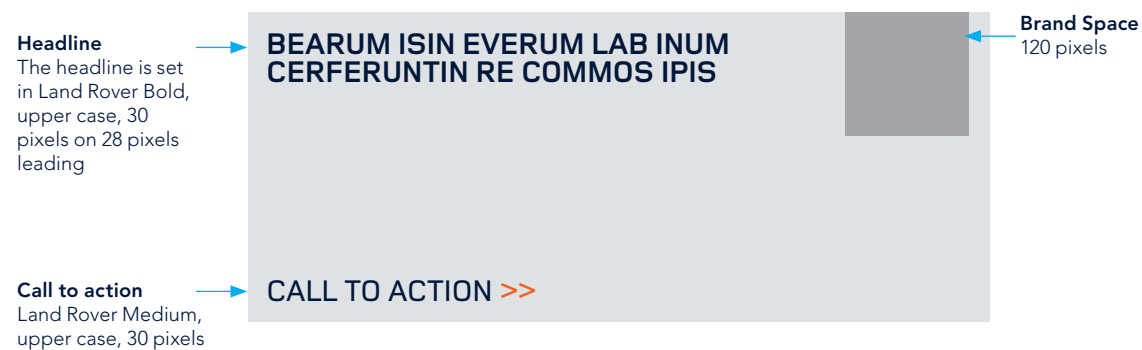 Headline
The headline is set
in Land Rover Bold,
upper case, 30
pixels on 28 pixels
leading
BEARUM ISIN EVERUM LAB INUM
CERFERUNTIN RE COMMOS IPIS
Brand Space
120 pixels
Call to action
Land Rover Medium,
upper case, 30 pixels
CALL TO ACTION >>